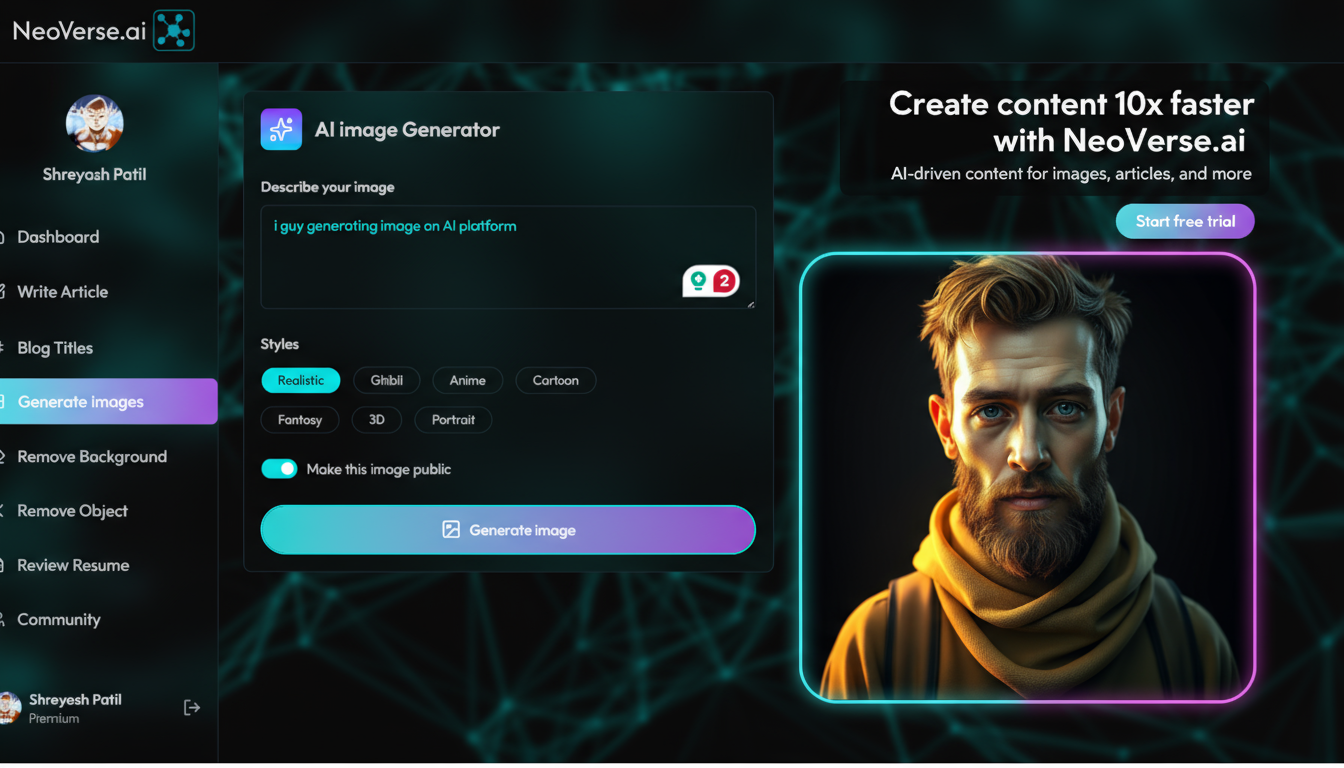 NeoVerse.ai
Shreyash Patil
Dashboard
Write Article
Blog Titles
Generate images
Remove Background
Remove Object
Review Resume
Community
Shreyesh Patil
Premium
AI image Generator
Describe your image
i guy generating image on AI platform
2
Styles
Realistic
Ghibli
Anime
Cartoon
Fantasy
3D
Portrait
Make this image public
Generate image
Create content 10x faster
with NeoVerse.ai
AI-driven content for images, articles, and more
Start free trial